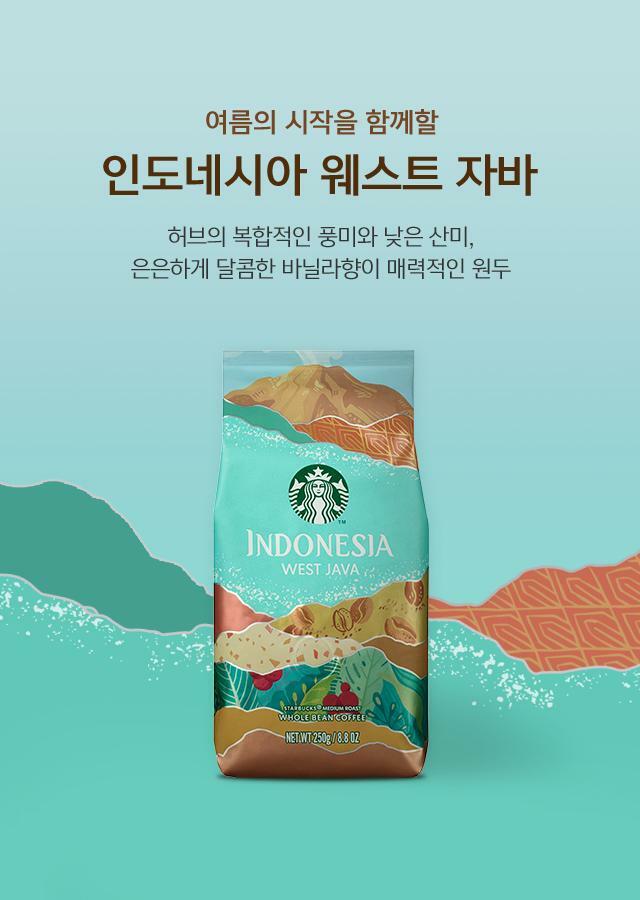 여름의 시작을 함께할
인도네시아 웨스트 자바
허브의 복합적인 풍미와 낮은 산미,
은은하게 달콤한 바닐라향이 매력적인 원두
TM
INDONESIA
WEST JAVA
STARBUCKS® MEDIUM ROAST
WHOLE BEAN COFFEE
NET WT 250g / 8.8 OZ